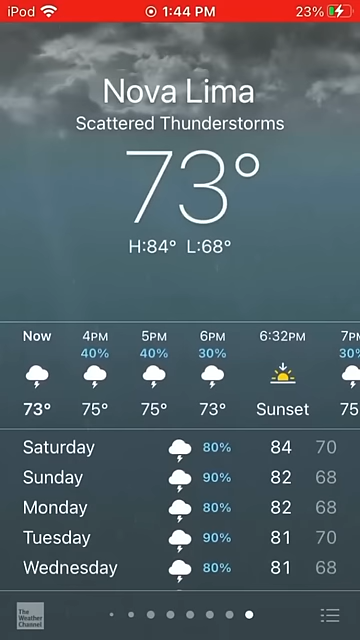 iPod 1:44 PM 23%
Nova Lima
Scattered Thunderstorms
73°
H:84° L:68°
Now 4PM 5PM 6PM 6:32PM 7P
40% 40% 30% 30%
73° 75° 75° 73° Sunset 75
Saturday 80% 84 70
Sunday 90% 82 68
Monday 80% 82 68
Tuesday 90% 81 70
Wednesday 80% 81 68
The
Weather
Channel